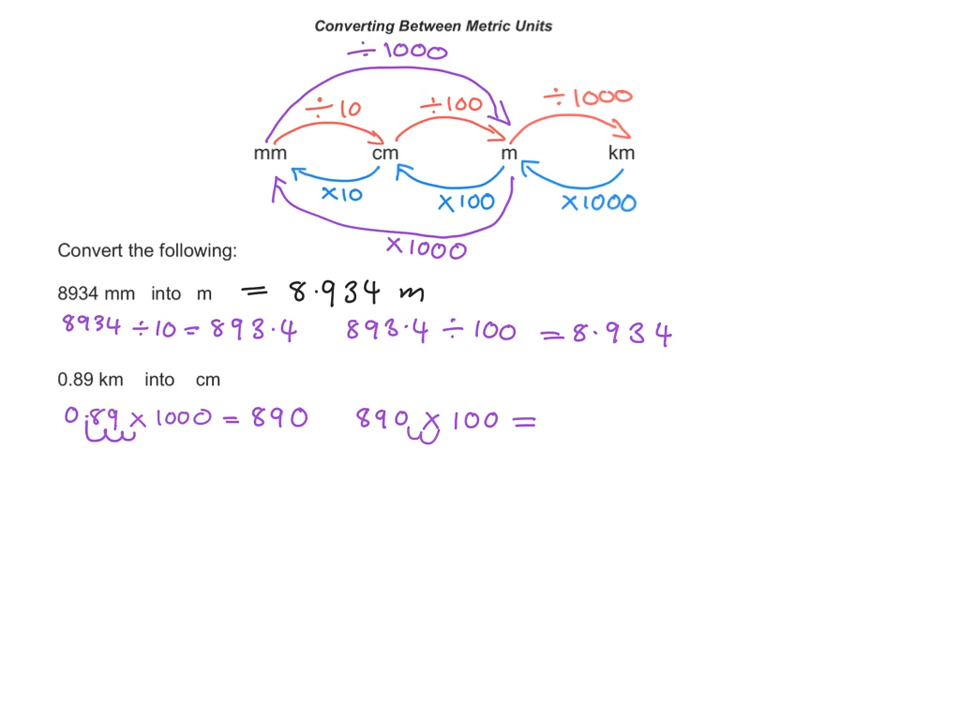 Converting Between Metric Units
÷1000
÷10 ÷100 ÷1000
mm cm m km
×10 ×100 ×1000
×1000
Convert the following:
8934 mm into m = 8.934 m
8934 ÷ 10 = 893.4 893.4 ÷ 100 = 8.934
0.89 km into cm
0.89 × 1000 = 890 890 × 100 =